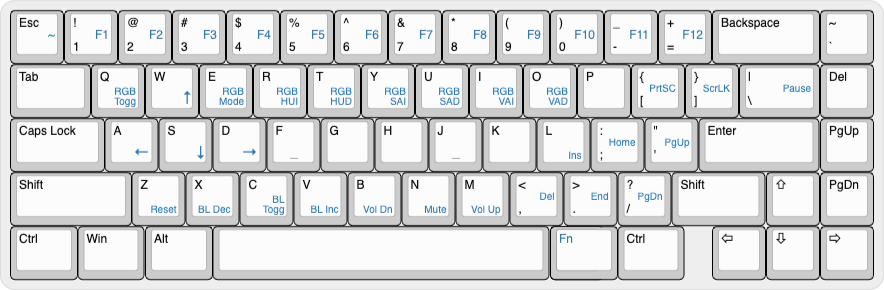 Esc ~
! 1 F1
@ 2 F2
# 3 F3
$ 4 F4
% 5 F5
^ 6 F6
& 7 F7
* 8 F8
( 9 F9
) 0 F10
_ - F11
+ = F12
Backspace
~ `
Tab
Q RGB Togg
W ↑
E RGB Mode
R RGB HUI
T RGB HUD
Y RGB SAI
U RGB SAD
I RGB VAI
O RGB VAD
P
{ [ PrtSC
} ] ScrLK
| \ Pause
Del
Caps Lock
A ←
S ↓
D →
F _
G
H
J _
K
L Ins
: ; Home
" ' PgUp
Enter
PgUp
Shift
Z Reset
X BL Dec
C BL Togg
V BL Inc
B Vol Dn
N Mute
M Vol Up
< , Del
> . End
? / PgDn
Shift
⇧
PgDn
Ctrl
Win
Alt
Fn
Ctrl
⇦
⇩
⇨